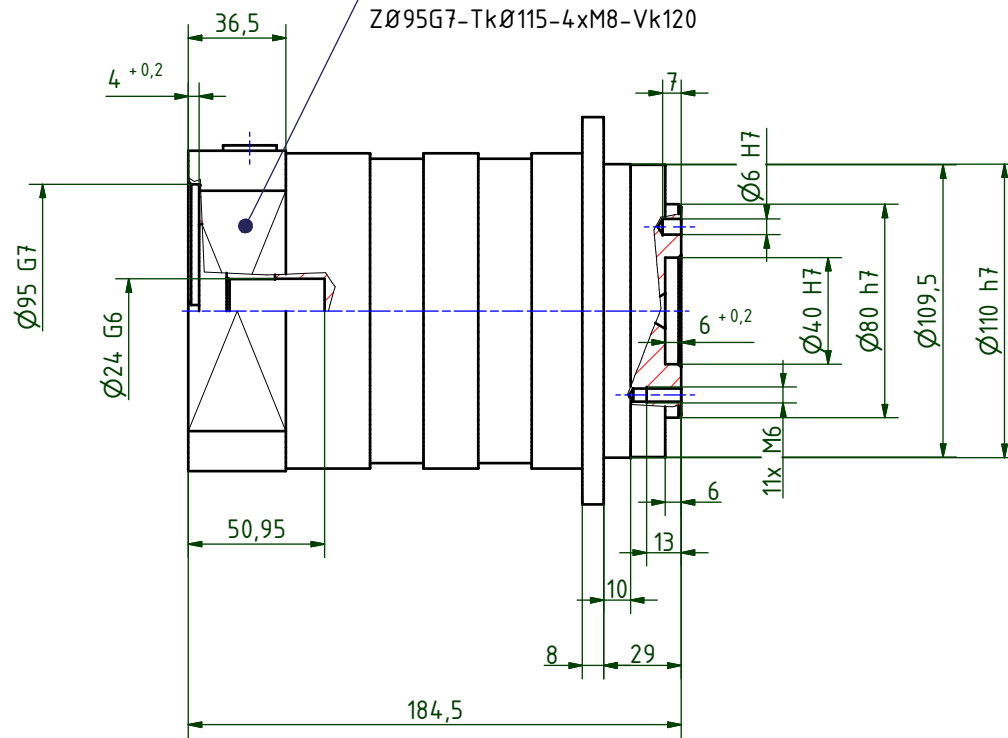 ZØ95G7-TkØ115-4xM8-Vk120
36,5
4 +0,2
7
Ø6 H7
Ø95 G7
Ø24 G6
6 +0,2
Ø40 H7
Ø80 h7
Ø109,5
Ø110 h7
11x M6
6
50,95
13
10
8
29
184,5